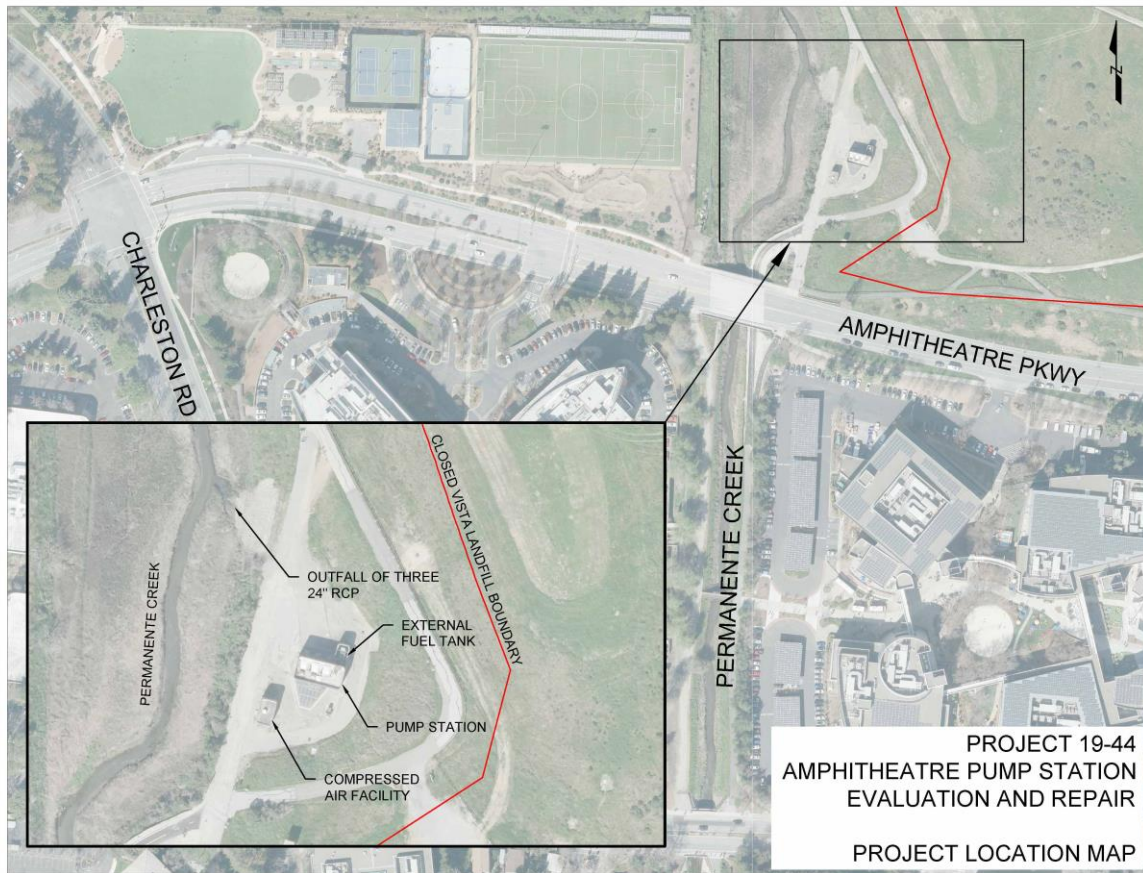 N
CHARLESTON RD
AMPHITHEATRE PKWY
PERMANENTE CREEK
CLOSED VISTA LANDFILL BOUNDARY
PERMANENTE CREEK
OUTFALL OF THREE
24" RCP
EXTERNAL
FUEL TANK
PUMP STATION
COMPRESSED
AIR FACILITY
PROJECT 19-44
AMPHITHEATRE PUMP STATION
EVALUATION AND REPAIR
PROJECT LOCATION MAP